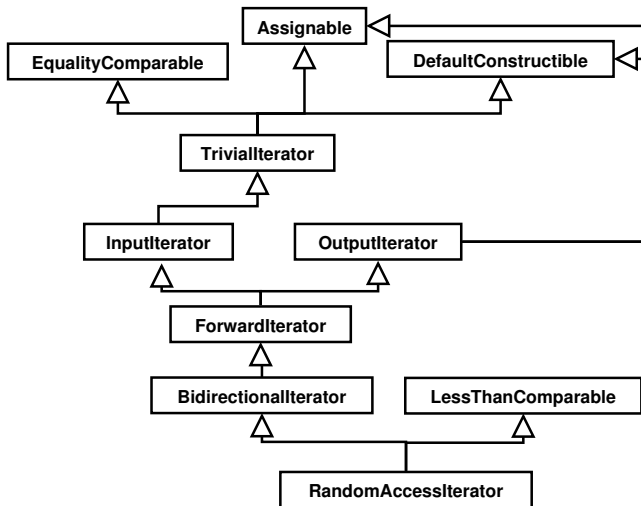 Assignable
EqualityComparable
DefaultConstructible
TrivialIterator
InputIterator
OutputIterator
ForwardIterator
BidirectionalIterator
LessThanComparable
RandomAccessIterator